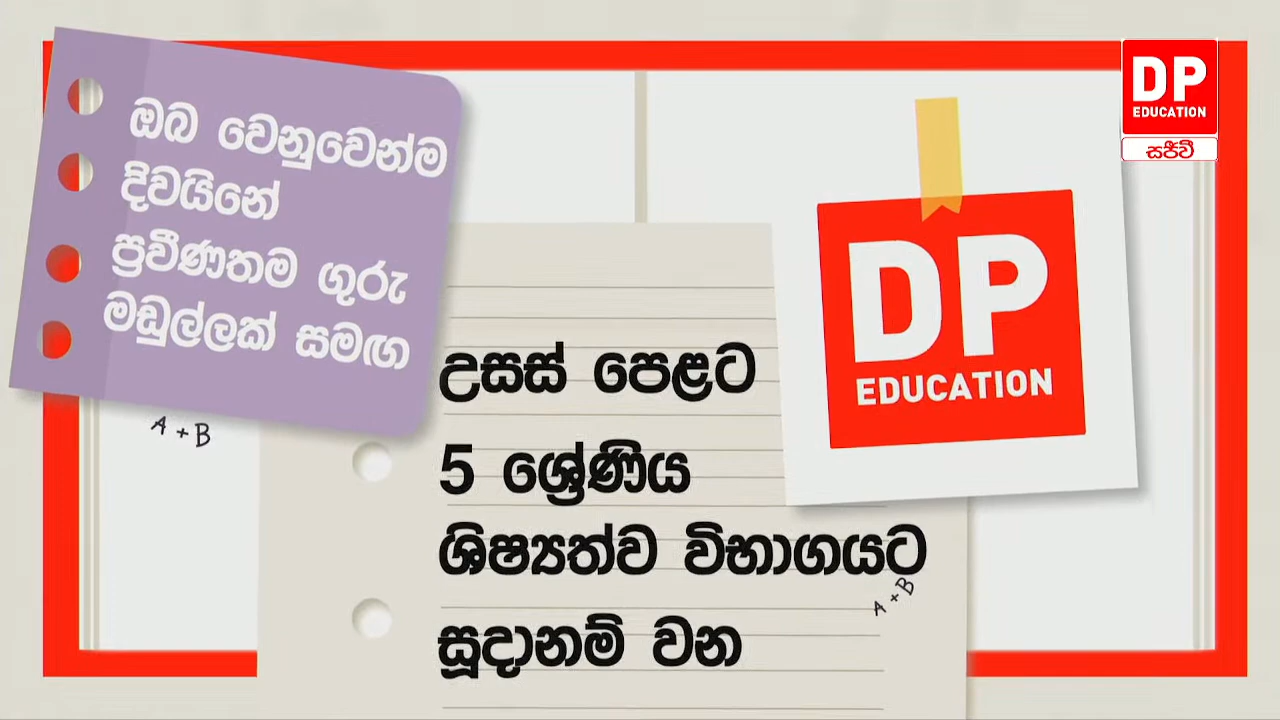 ඔබ වෙනුවෙන්ම
දිවයිනේ
ප්‍රවීණතම ගුරු
මඩුල්ලක් සමඟ
උසස් පෙළට
5 ශ්‍රේණිය
ශිෂ්‍යත්ව විභාගයට
සූදානම් වන
A + B
A + B
DP
EDUCATION
DP
EDUCATION
සජීවී